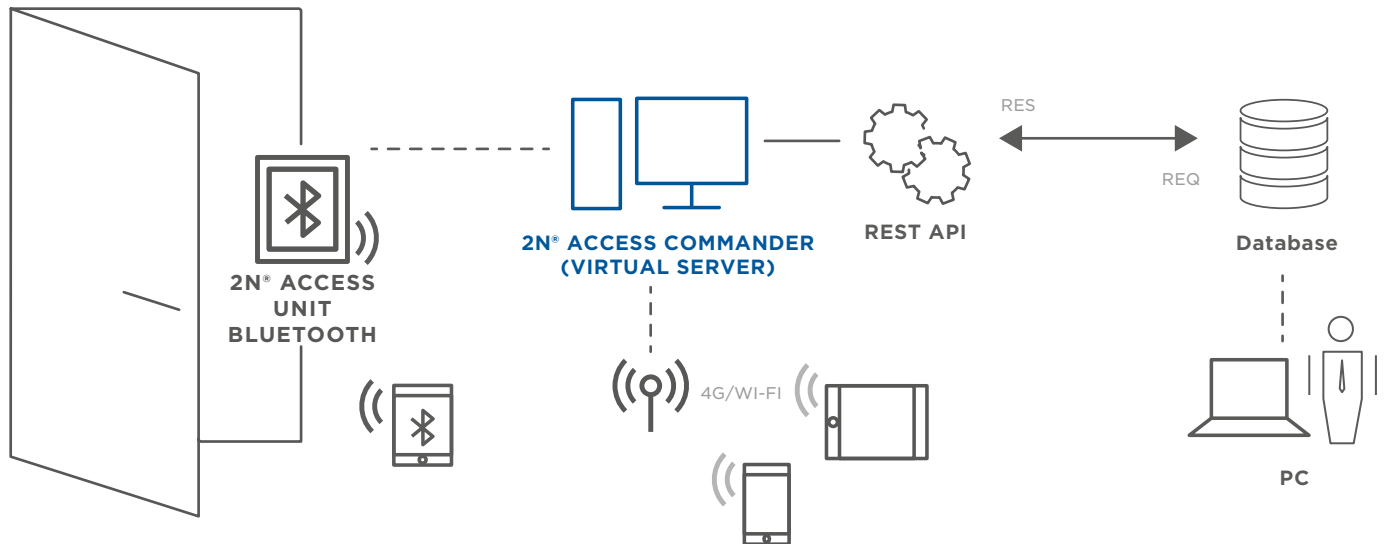 RES
REQ
2N® ACCESS COMMANDER
(VIRTUAL SERVER)
REST API
Database
2N® ACCESS
UNIT
BLUETOOTH
4G/WI-FI
PC